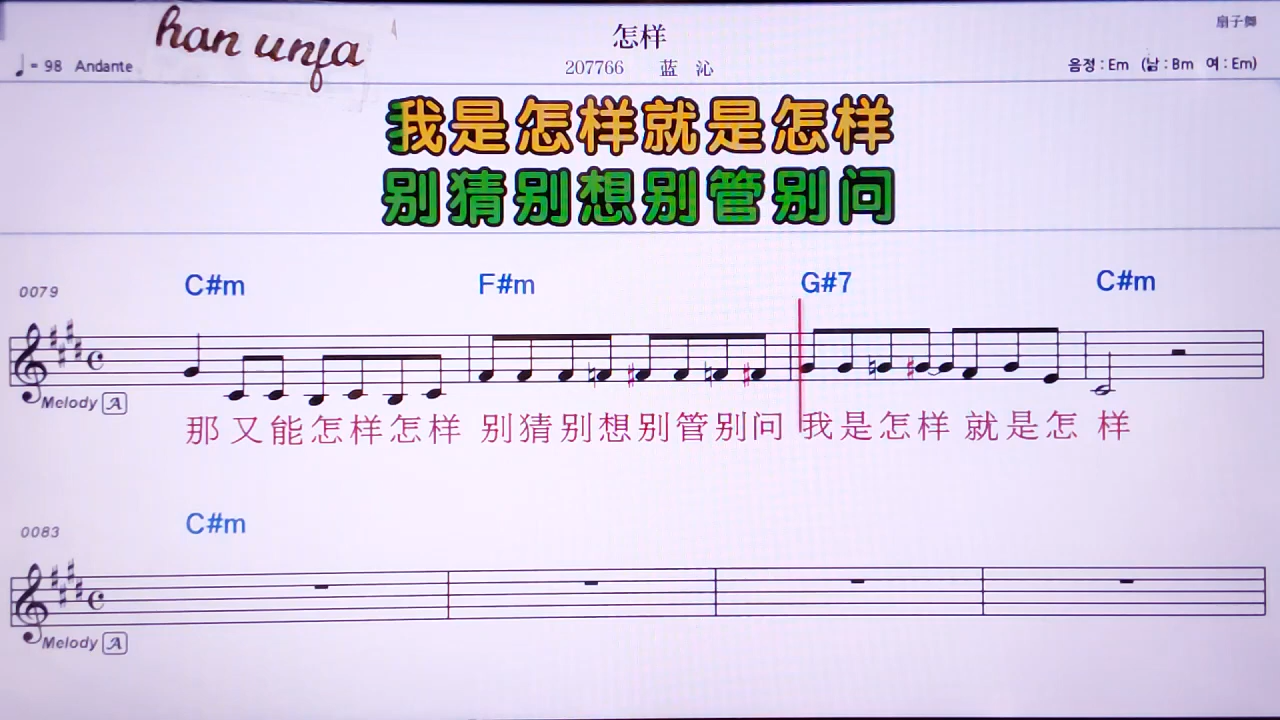 han unfa
怎样
扇子舞
♩= 98 Andante
207766 蓝 沁
음정 : Em (남 : Bm 여 : Em)
我是怎样就是怎样
别猜别想别管别问
0079 C#m F#m G#7 C#m
Melody A
那又能怎样怎样 别猜别想别管别问 我是怎样 就是怎 样
0083 C#m
Melody A